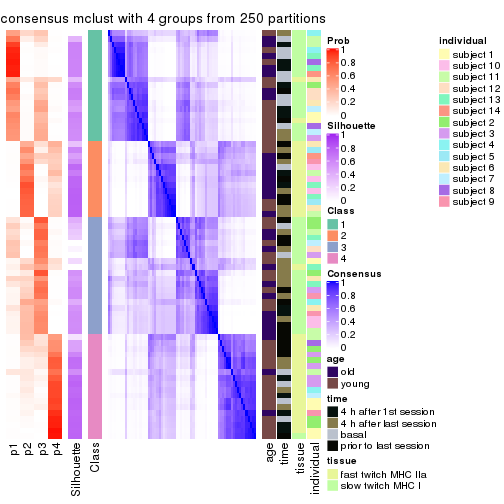 consensus mclust with 4 groups from 250 partitions
Prob
1
0.8
0.6
0.4
0.2
0
Silhouette
1
0.8
0.6
0.4
0.2
0
Class
1
2
3
4
Consensus
1
0.8
0.6
0.4
0.2
0
age
old
young
time
4 h after 1st session
4 h after last session
basal
prior to last session
tissue
fast twitch MHC IIa
slow twitch MHC I
individual
subject 1
subject 10
subject 11
subject 12
subject 13
subject 14
subject 2
subject 3
subject 4
subject 5
subject 6
subject 7
subject 8
subject 9
p1
p2
p3
p4
Silhouette
Class
age
time
tissue
individual